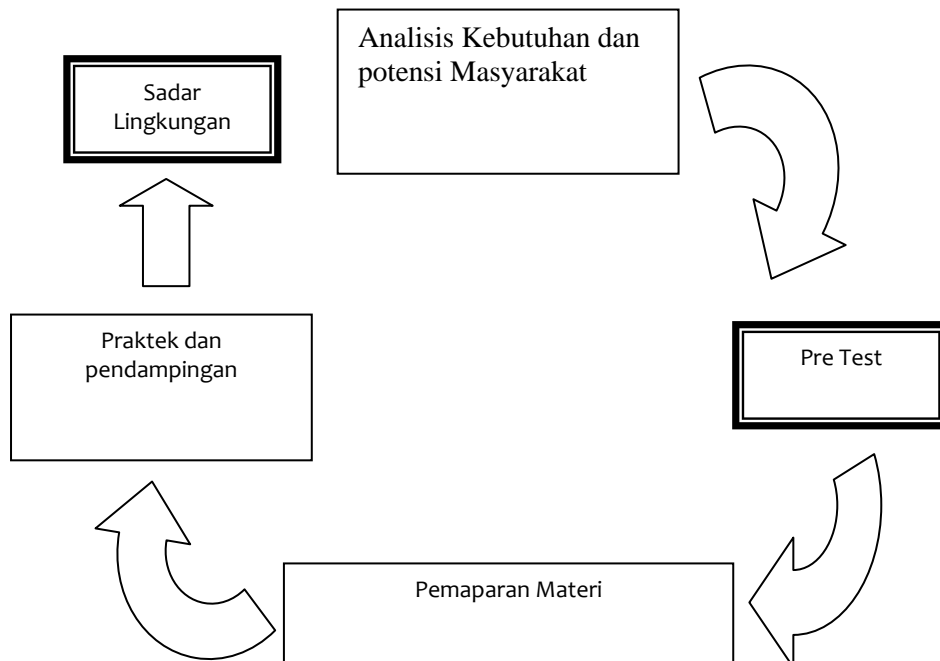 Analisis Kebutuhan dan
potensi Masyarakat
Sadar
Lingkungan
Praktek dan
pendampingan
Pre Test
Pemaparan Materi